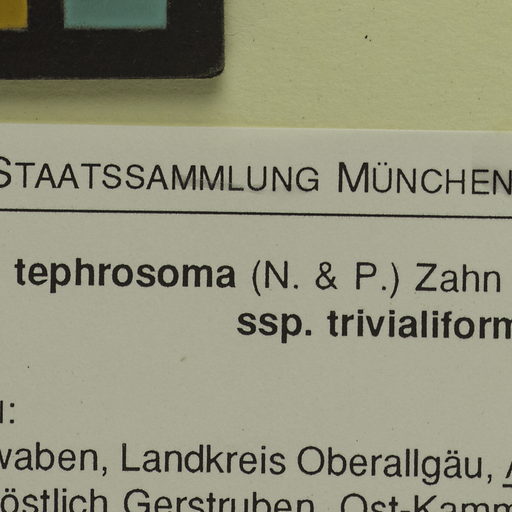 STAATSSAMMLUNG MÜNCHEN
tephrosoma (N. & P.) Zahn
ssp. trivialiform
:
waben, Landkreis Oberallgäu,
östlich Gerstruben, Ost-Kamm